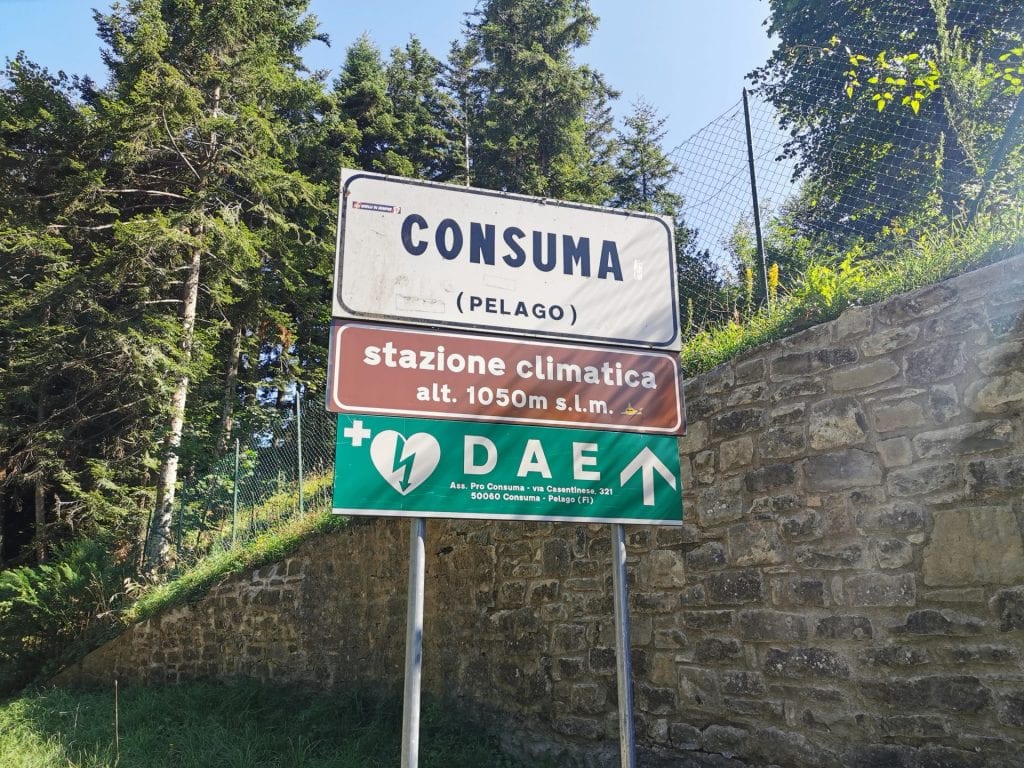 CONSUMA
(PELAGO)
stazione climatica
alt. 1050m s.l.m.
DAE
Ass. Pro Consuma - via Casentinese, 321
50060 Consuma - Pelago (Fi)